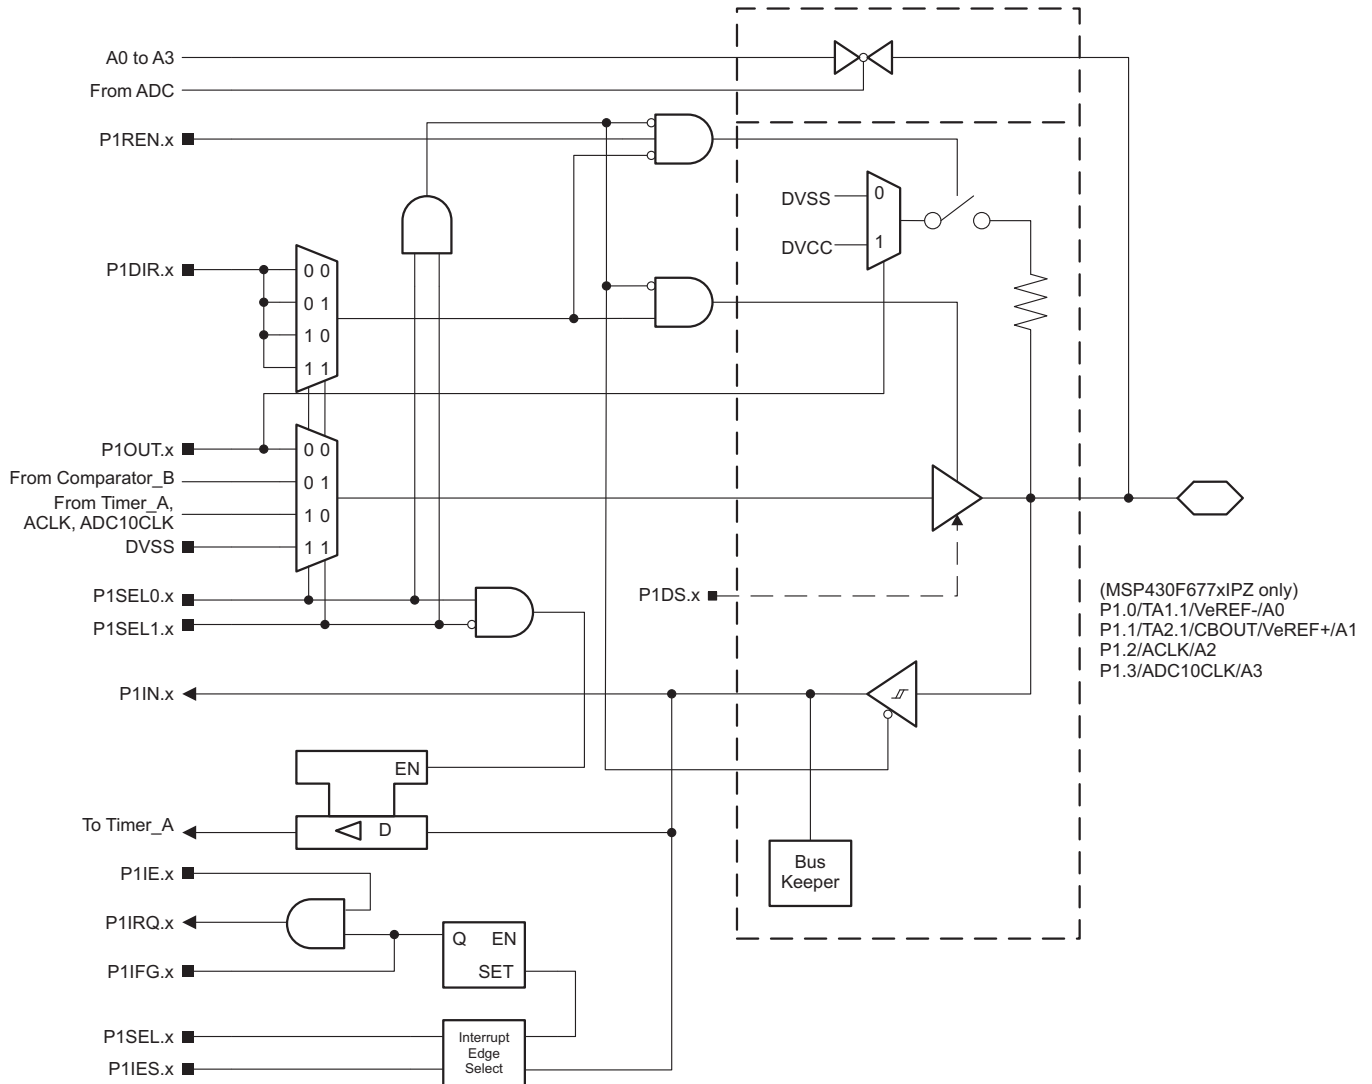 A0 to A3
From ADC
P1REN.x
DVSS
0
DVCC
1
P1DIR.x
0 0
0 1
1 0
1 1
P1OUT.x
0 0
From Comparator_B
0 1
From Timer_A,
ACLK, ADC10CLK
1 0
DVSS
1 1
P1SEL0.x
P1SEL1.x
P1DS.x
(MSP430F677xIPZ only)
P1.0/TA1.1/VeREF-/A0
P1.1/TA2.1/CBOUT/VeREF+/A1
P1.2/ACLK/A2
P1.3/ADC10CLK/A3
P1IN.x
EN
To Timer_A
D
Bus
Keeper
P1IE.x
P1IRQ.x
Q
EN
P1IFG.x
SET
P1SEL.x
P1IES.x
Interrupt
Edge
Select